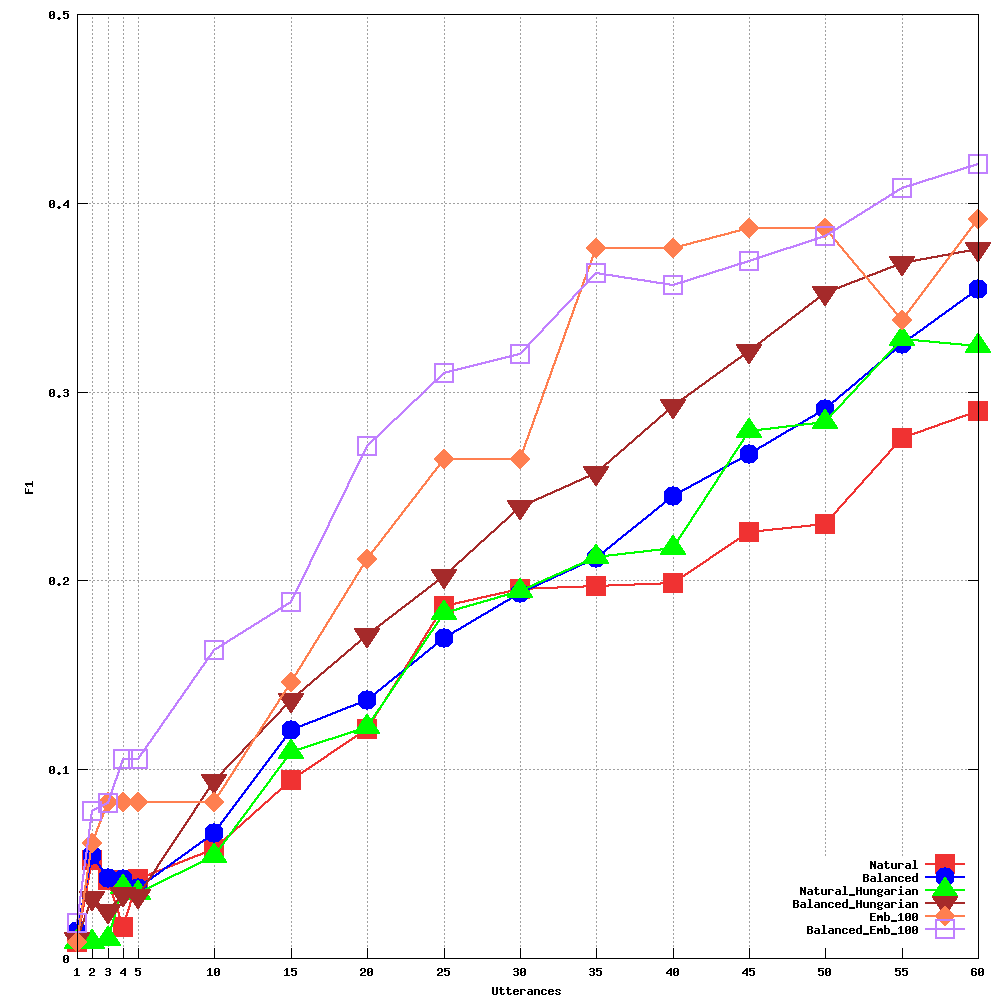 0.5
0.4
0.3
0.2
0.1
0
F1
1 2 3 4 5 10 15 20 25 30 35 40 45 50 55 60
Utterances
Natural
Balanced
Natural_Hungarian
Balanced_Hungarian
Emb_100
Balanced_Emb_100